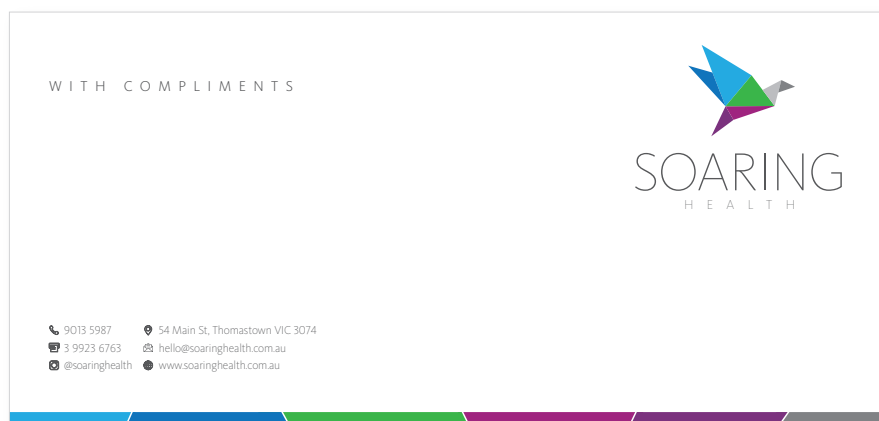 WITH COMPLIMENTS
SOARING
HEALTH
9013 5987
54 Main St, Thomastown VIC 3074
3 9923 6763
hello@soaringhealth.com.au
@soaringhealth
www.soaringhealth.com.au